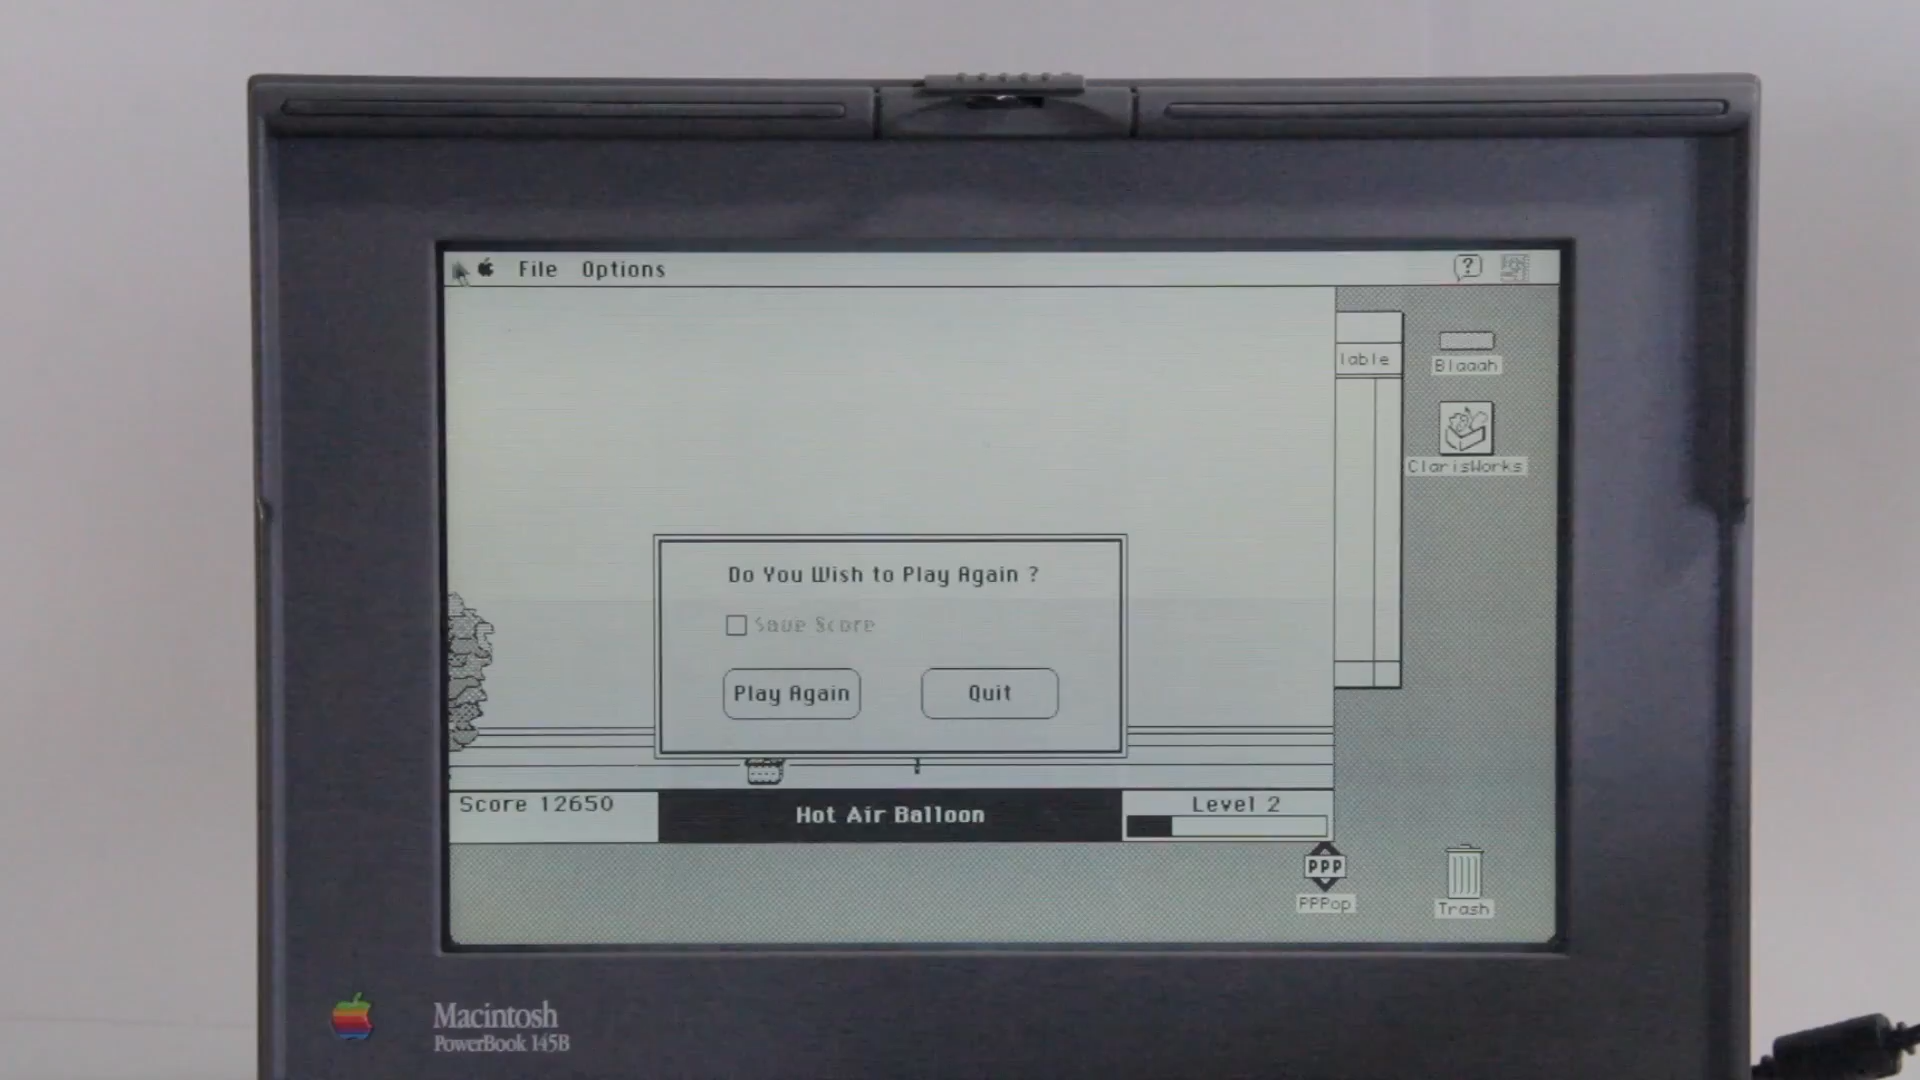 File Options
?
lable
Blaaah
ClarisWorks
Do You Wish to Play Again ?
Save Score
Play Again Quit
Score 12650
Hot Air Balloon
Level 2
PPP
PPPop
Trash
Macintosh
PowerBook 145B